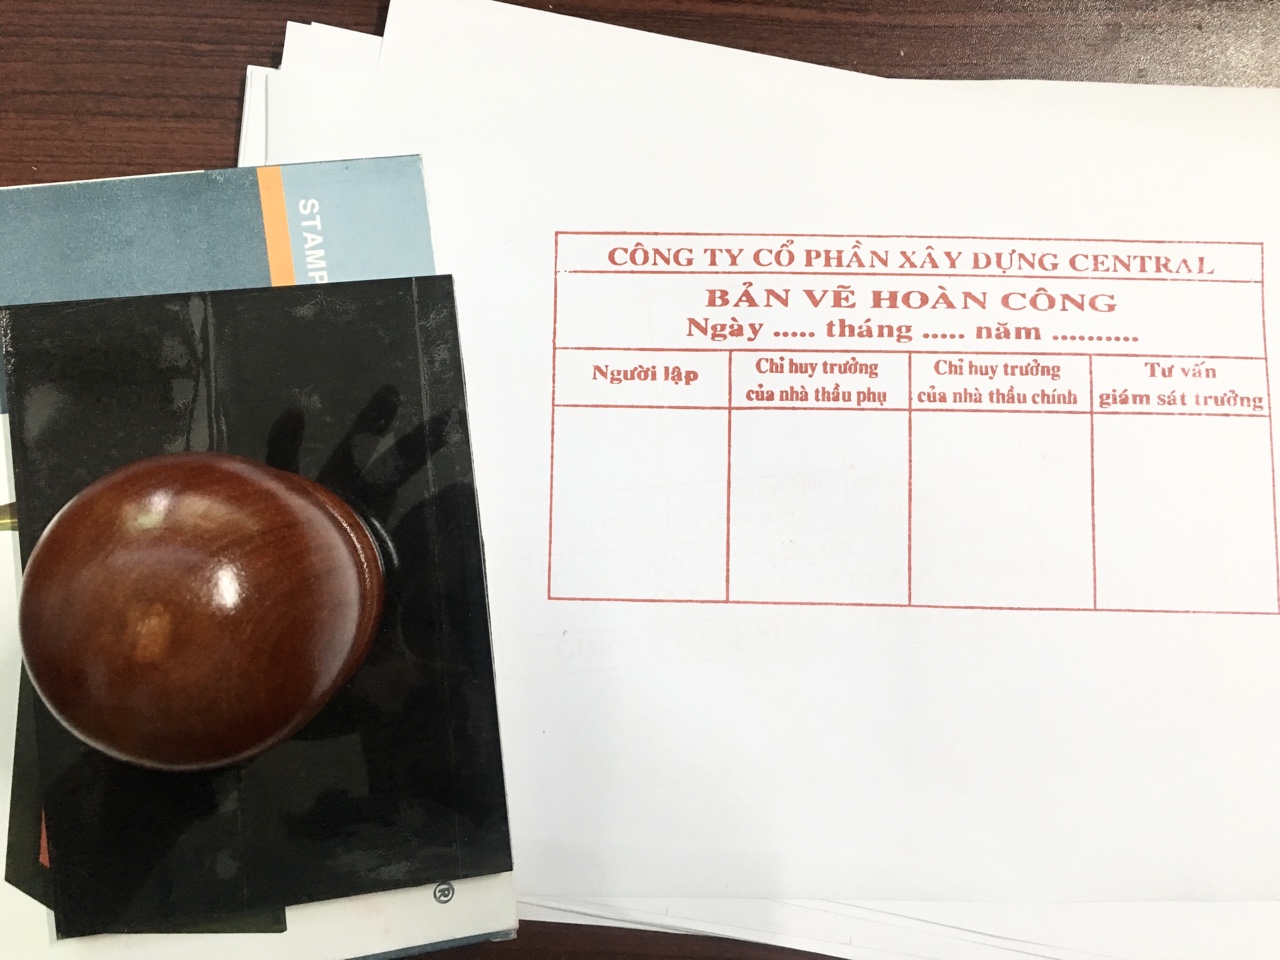 STAMP
CÔNG TY CỔ PHẦN XÂY DỰNG CENTRAL
BẢN VẼ HOÀN CÔNG
Ngày ..... tháng ..... năm ..........
Người lập
Chỉ huy trưởng
của nhà thầu phụ
Chỉ huy trưởng
của nhà thầu chính
Tư vấn
giám sát trưởng
®